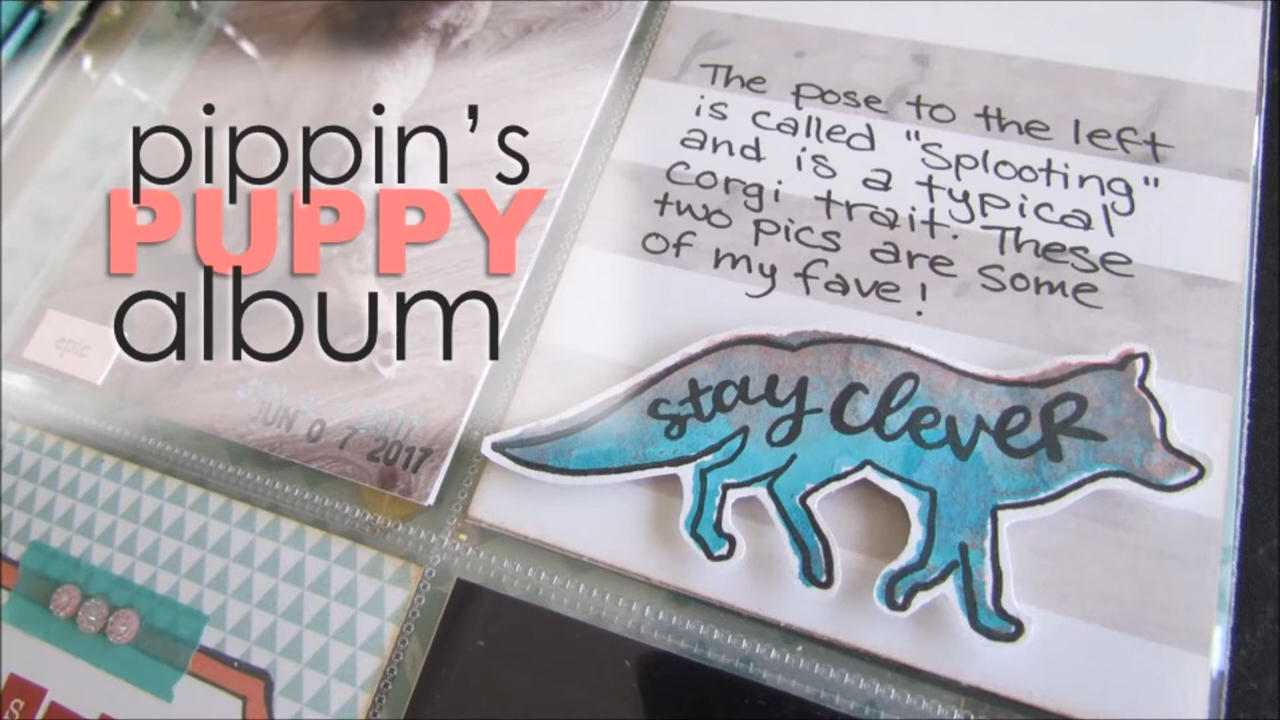 pippin's
PUPPY
album
epic
JUN 0 7 2017
The pose to the left
is called "Splooting"
and is a typical
Corgi trait. These
two pics are some
of my fave!
stay cleveR
S